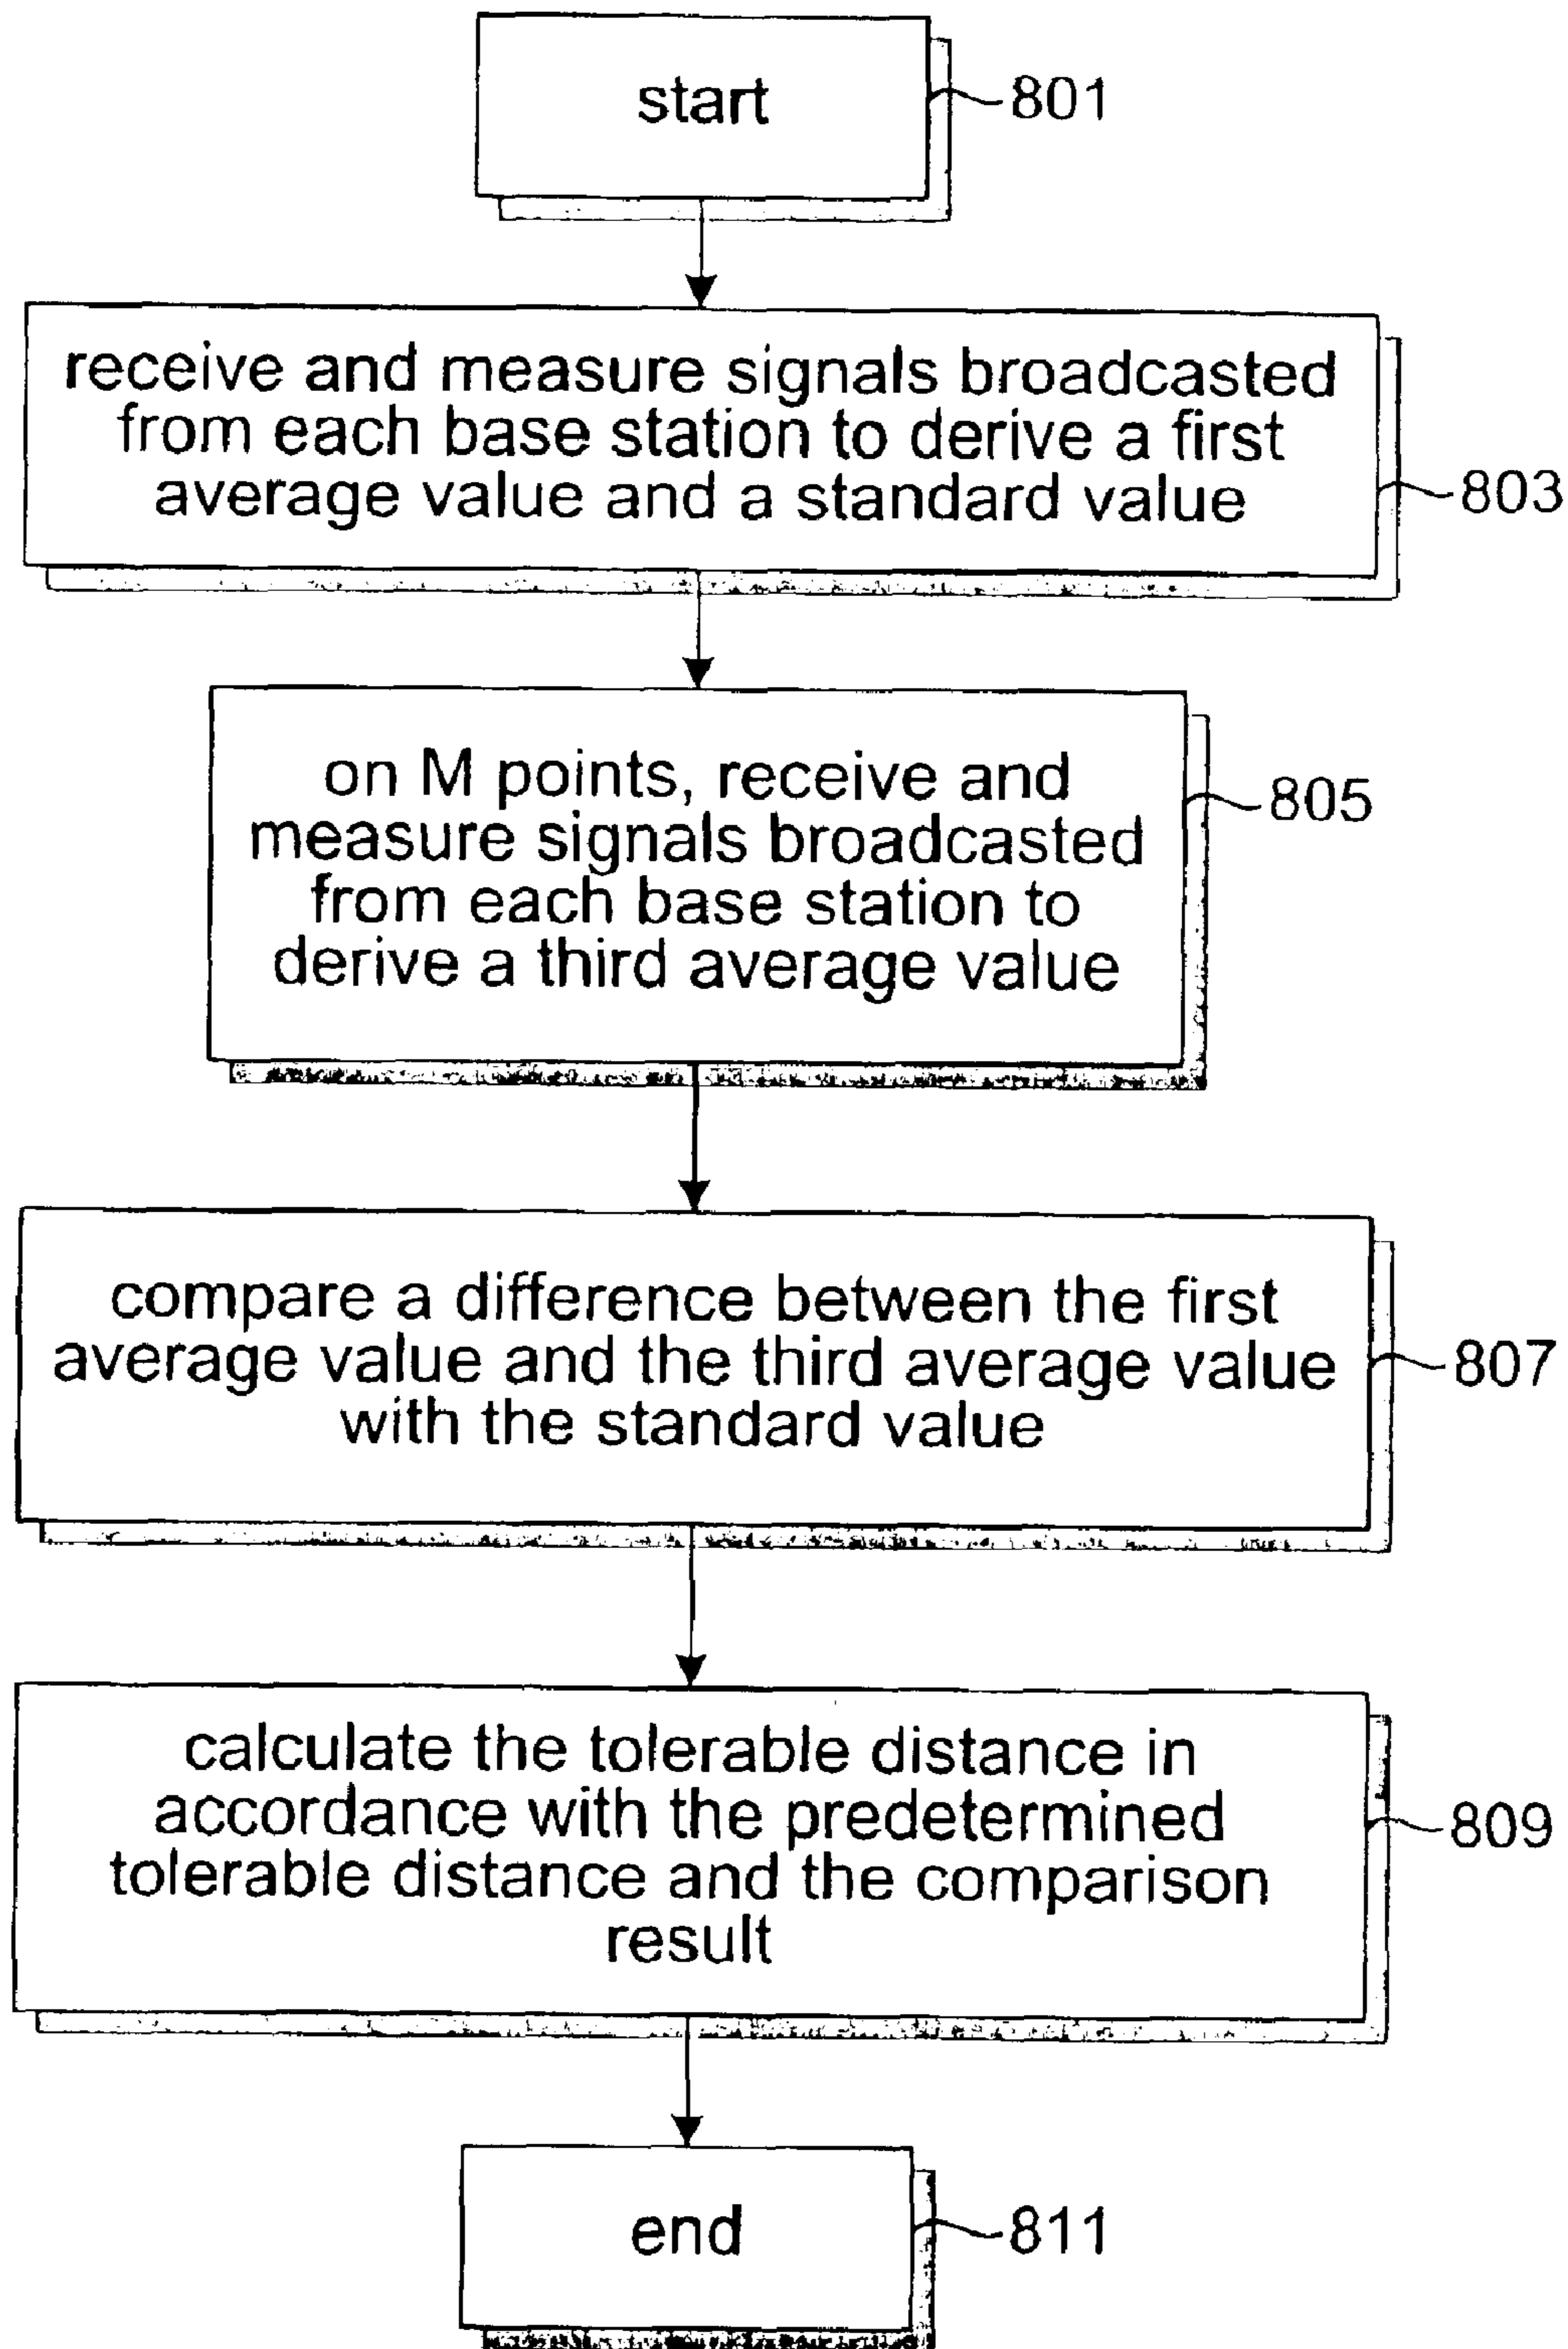 start
801
receive and measure signals broadcasted
from each base station to derive a first
average value and a standard value
803
on M points, receive and
measure signals broadcasted
from each base station to
derive a third average value
805
compare a difference between the first
average value and the third average value
with the standard value
807
calculate the tolerable distance in
accordance with the predetermined
tolerable distance and the comparison
result
809
end
811